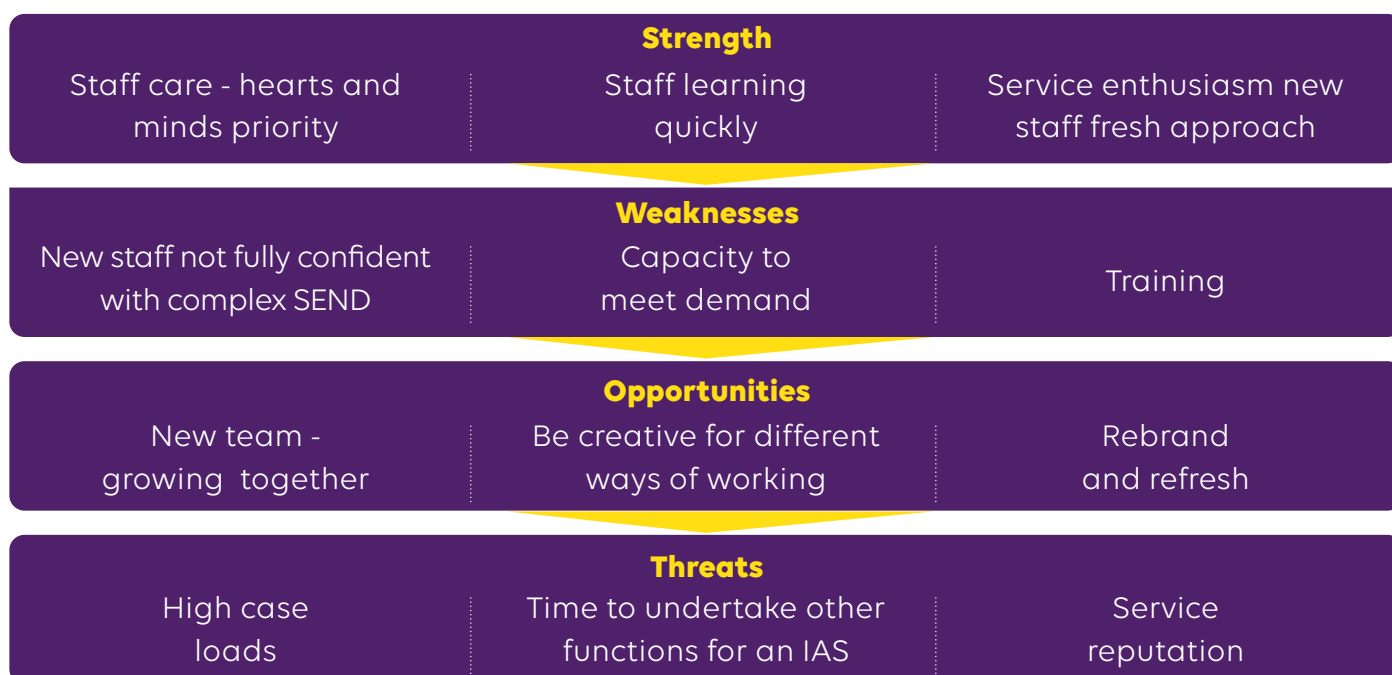 Strength
Staff care - hearts and
minds priority
Staff learning
quickly
Service enthusiasm new
staff fresh approach
Weaknesses
New staff not fully confident
with complex SEND
Capacity to
meet demand
Training
Opportunities
New team -
growing together
Be creative for different
ways of working
Rebrand
and refresh
Threats
High case
loads
Time to undertake other
functions for an IAS
Service
reputation